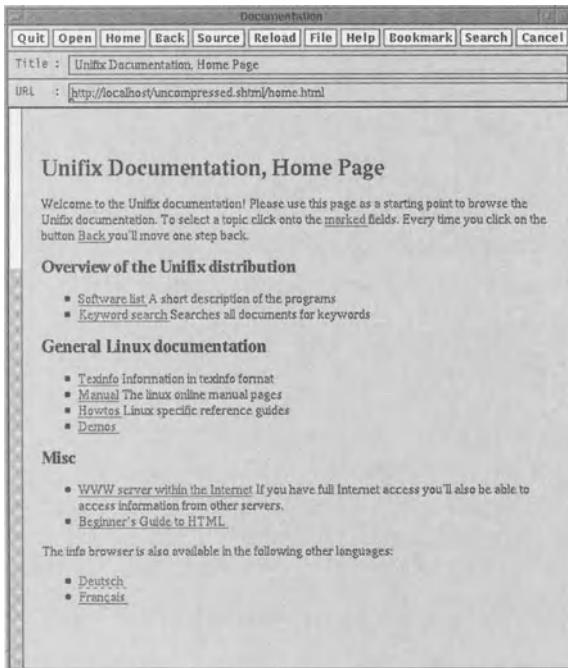 Documentation
Quit Open Home Back Source Reload File Help Bookmark Search Cancel
Title : Unifix Documentation, Home Page
URL : http://localhost/uncompressed.shtml/home.html
Unifix Documentation, Home Page
Welcome to the Unifix documentation! Please use this page as a starting point to browse the
Unifix documentation. To select a topic click onto the marked fields. Every time you click on the
button Back you'll move one step back.
Overview of the Unifix distribution
Software list A short description of the programs
Keyword search Searches all documents for keywords
General Linux documentation
Texinfo Information in texinfo format
Manual The linux online manual pages
Howtos Linux specific reference guides
Demos
Misc
WWW server within the Internet If you have full Internet access you'll also be able to
access information from other servers.
Beginner's Guide to HTML
The info browser is also available in the following other languages:
Deutsch
Français